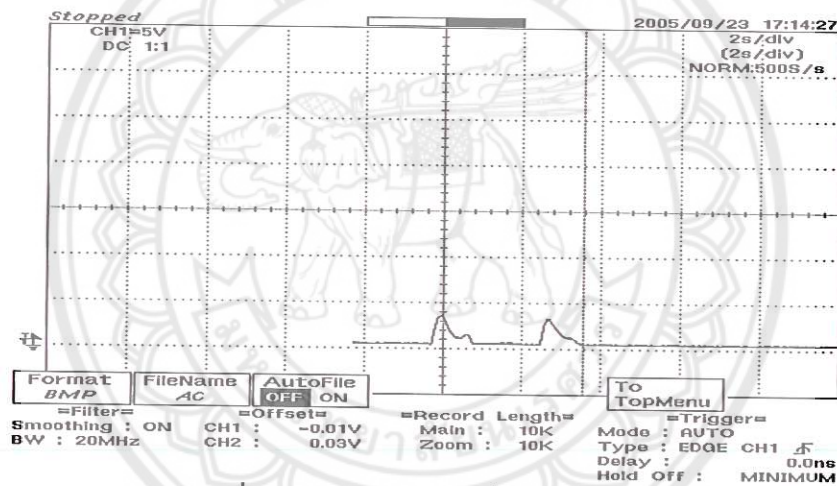 Stopped
2005/09/23 17:14:27
CH1=5V
DC 1:1
2s/div
(2s/div)
NORM:500S/s
Format
BMP
FileName
AC
AutoFile
OFF ON
To
TopMenu
=Filter=
Smoothing : ON
BW : 20MHz
=Offset=
CH1 : -0.01V
CH2 : 0.03V
=Record Length=
Main : 10K
Zoom : 10K
=Trigger=
Mode : AUTO
Type : EDGE CH1
Delay : 0.0ns
Hold Off : MINIMUM